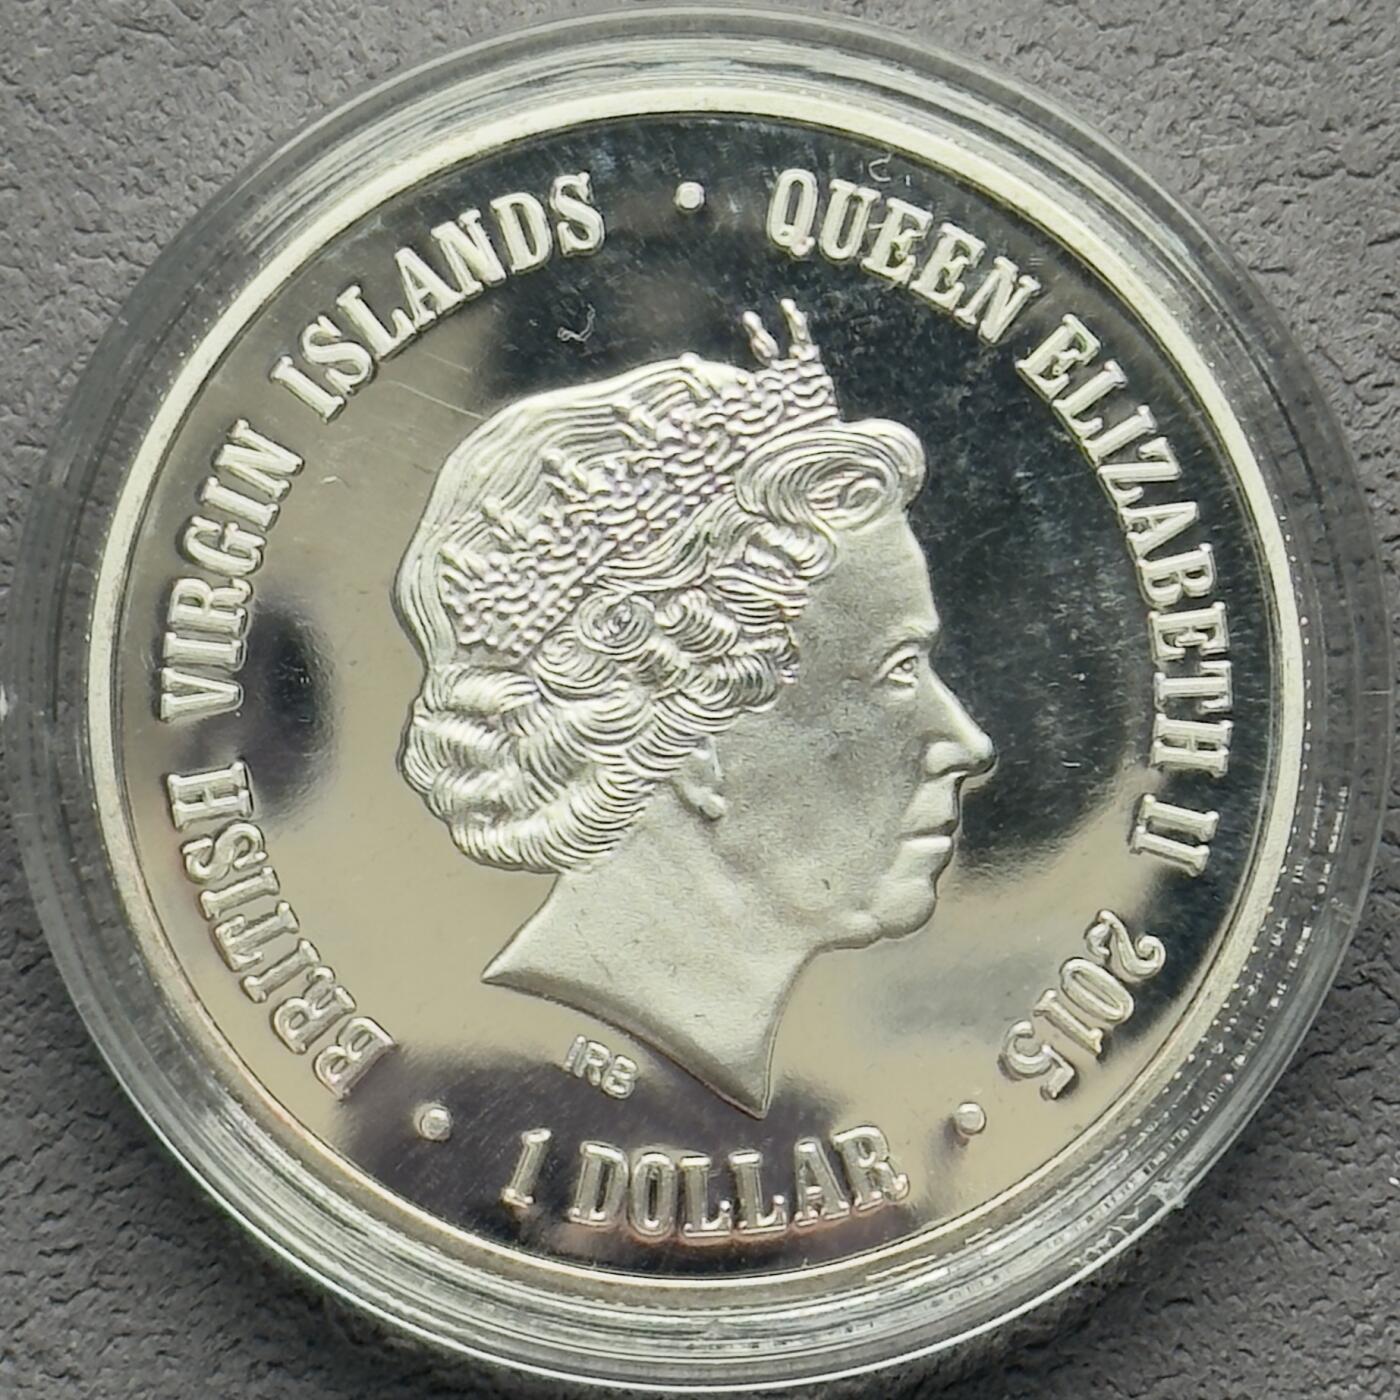 BRITISH VIRGIN ISLANDS • QUEEN ELIZABETH II 2015
IRB
• 1 DOLLAR •